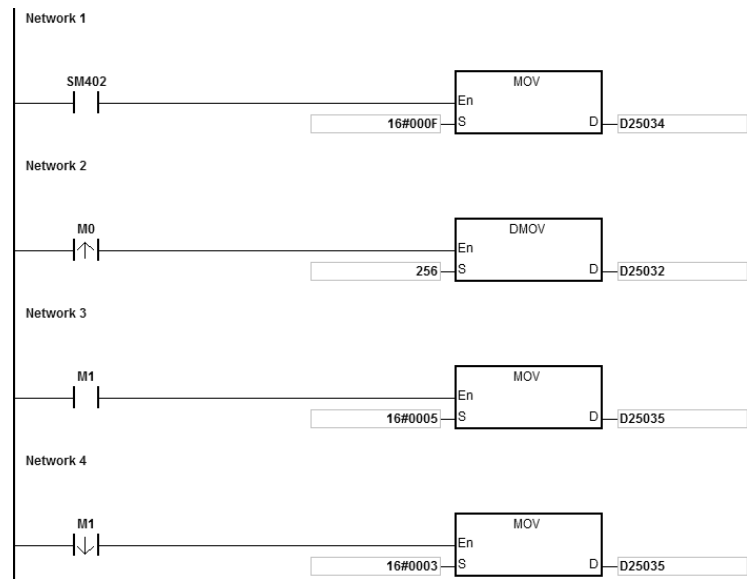 Network 1
SM402
MOV
En
16#000F S D D25034
Network 2
M0
DMOV
En
256 S D D25032
Network 3
M1
MOV
En
16#0005 S D D25035
Network 4
M1
MOV
En
16#0003 S D D25035